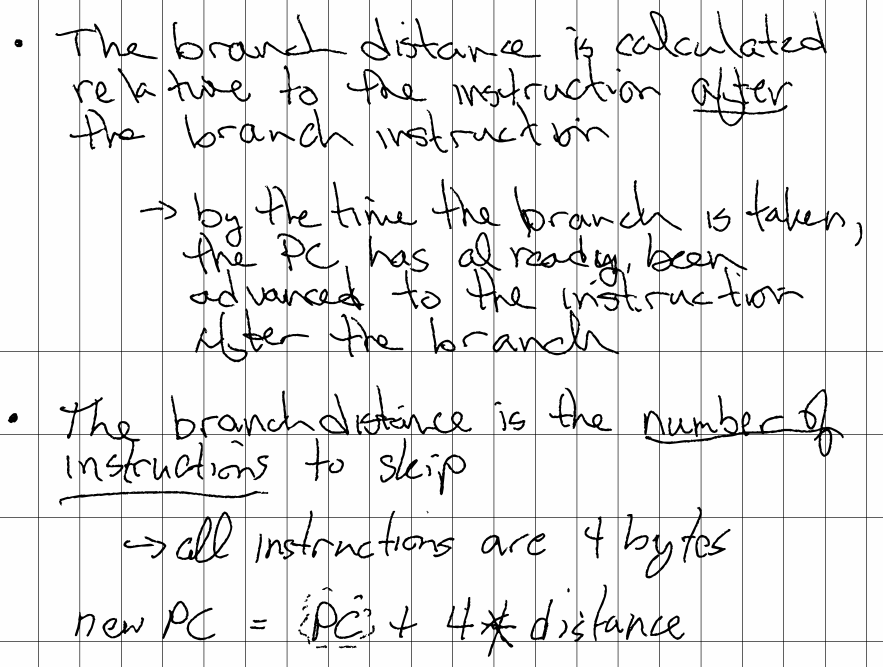 • The branch distance is calculated
relative to the instruction after
the branch instruction
→ by the time the branch is taken,
the PC has already been
advanced to the instruction
after the branch
• The branch distance is the number of
instructions to skip
→ all instructions are 4 bytes
new PC = PC + 4 * distance